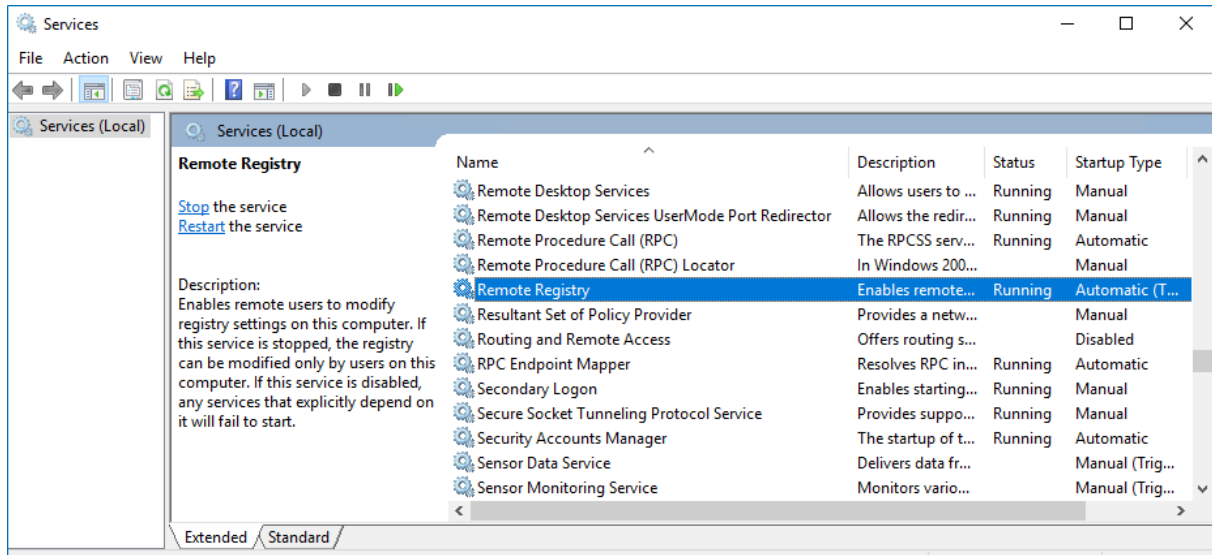 Services
File Action View Help
Services (Local)
Services (Local)
Remote Registry
Stop the service
Restart the service
Description:
Enables remote users to modify
registry settings on this computer. If
this service is stopped, the registry
can be modified only by users on this
computer. If this service is disabled,
any services that explicitly depend on
it will fail to start.
Name Description Status Startup Type
Remote Desktop Services Allows users to ... Running Manual
Remote Desktop Services UserMode Port Redirector Allows the redir... Running Manual
Remote Procedure Call (RPC) The RPCSS serv... Running Automatic
Remote Procedure Call (RPC) Locator In Windows 200... Manual
Remote Registry Enables remote... Running Automatic (T...
Resultant Set of Policy Provider Provides a netw... Manual
Routing and Remote Access Offers routing s... Disabled
RPC Endpoint Mapper Resolves RPC in... Running Automatic
Secondary Logon Enables starting... Running Manual
Secure Socket Tunneling Protocol Service Provides suppo... Running Manual
Security Accounts Manager The startup of t... Running Automatic
Sensor Data Service Delivers data fr... Manual (Trig...
Sensor Monitoring Service Monitors vario... Manual (Trig...
Extended Standard